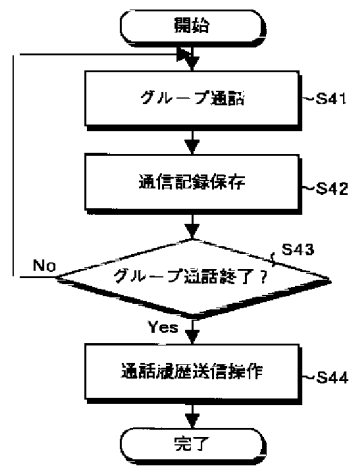 開始
グループ通話
S41
通信記録保存
S42
S43
グループ通話終了?
No
Yes
通話履歴送信操作
S44
完了